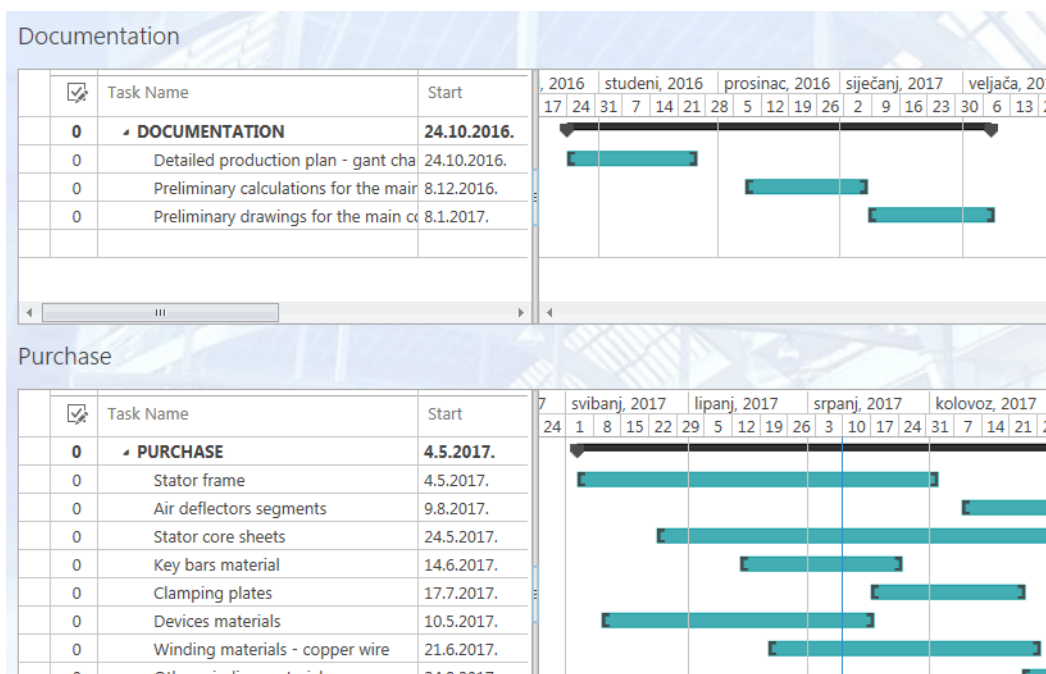 Documentation
Task Name Start , 2016 studeni, 2016 prosinac, 2016 siječanj, 2017 veljača, 20
17 24 31 7 14 21 28 5 12 19 26 2 9 16 23 30 6 13 2
0 DOCUMENTATION 24.10.2016.
0 Detailed production plan - gant cha 24.10.2016.
0 Preliminary calculations for the mair 8.12.2016.
0 Preliminary drawings for the main co 8.1.2017.
Purchase
Task Name Start 7 svibanj, 2017 lipanj, 2017 srpanj, 2017 kolovoz, 2017
24 1 8 15 22 29 5 12 19 26 3 10 17 24 31 7 14 21 2
0 PURCHASE 4.5.2017.
0 Stator frame 4.5.2017.
0 Air deflectors segments 9.8.2017.
0 Stator core sheets 24.5.2017.
0 Key bars material 14.6.2017.
0 Clamping plates 17.7.2017.
0 Devices materials 10.5.2017.
0 Winding materials - copper wire 21.6.2017.